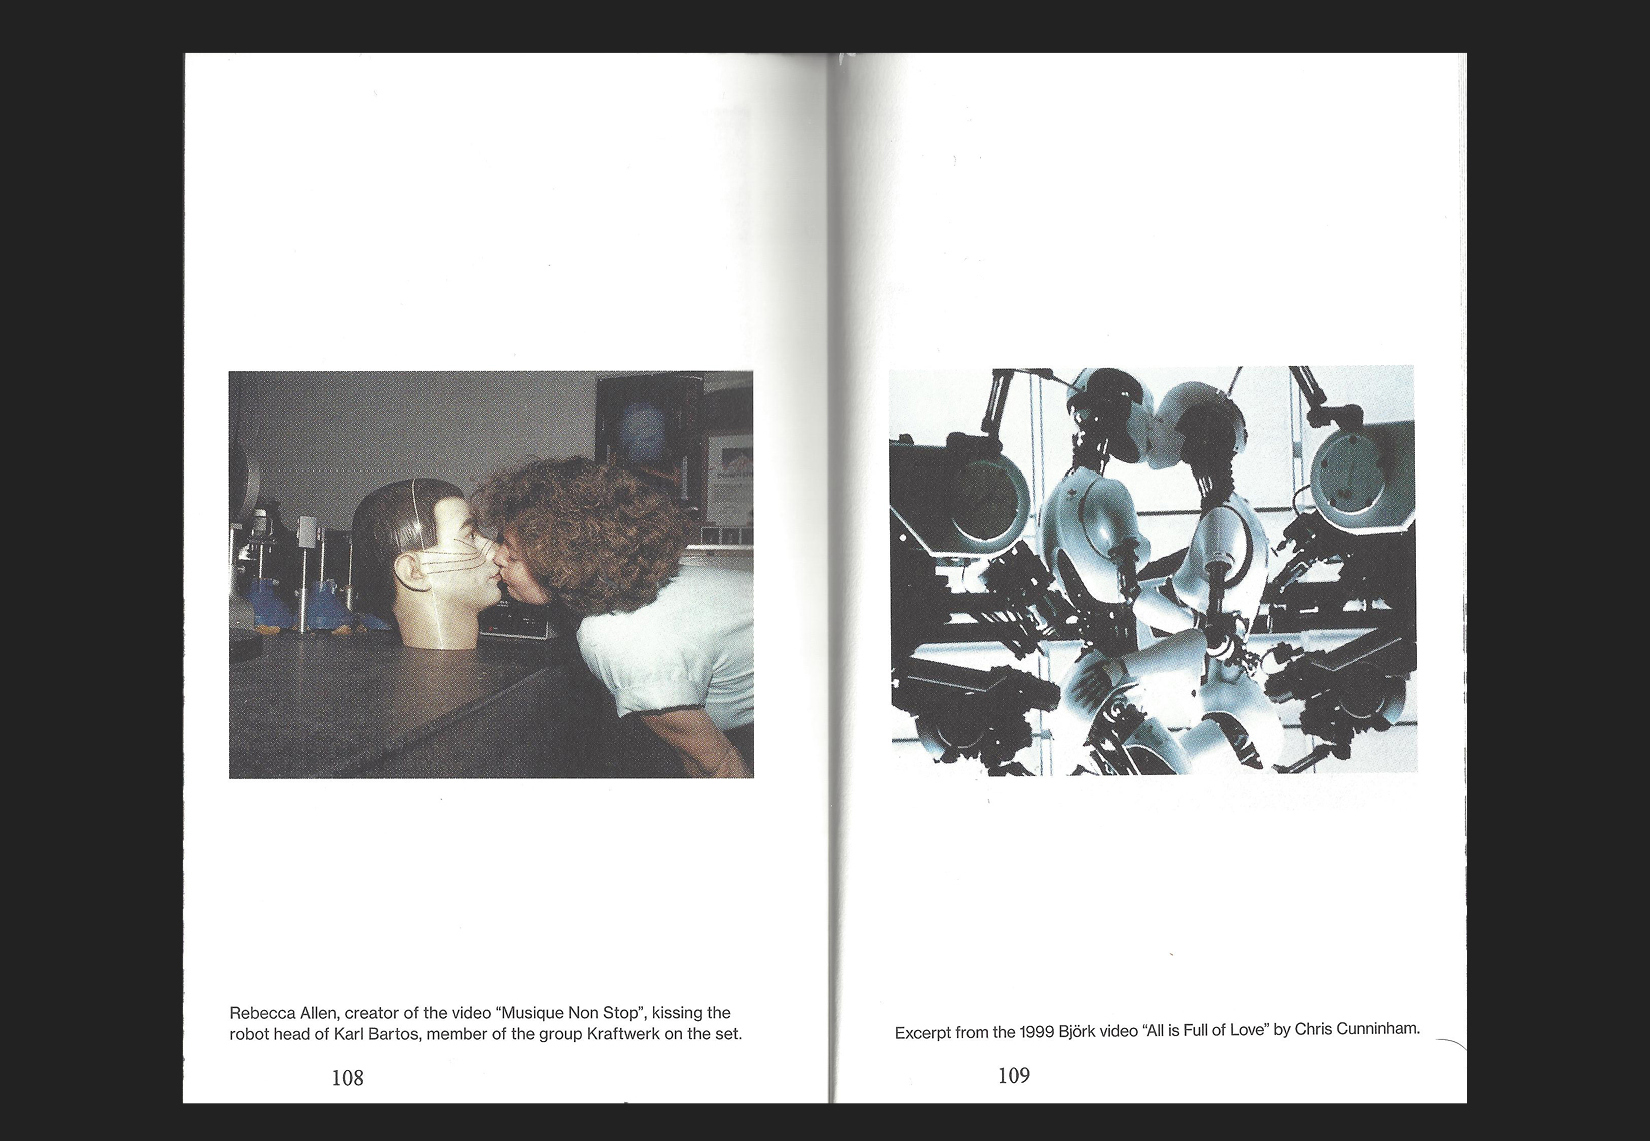 Rebecca Allen, creator of the video “Musique Non Stop”, kissing the
robot head of Karl Bartos, member of the group Kraftwerk on the set.
108
Excerpt from the 1999 Björk video “All is Full of Love” by Chris Cunninham.
109